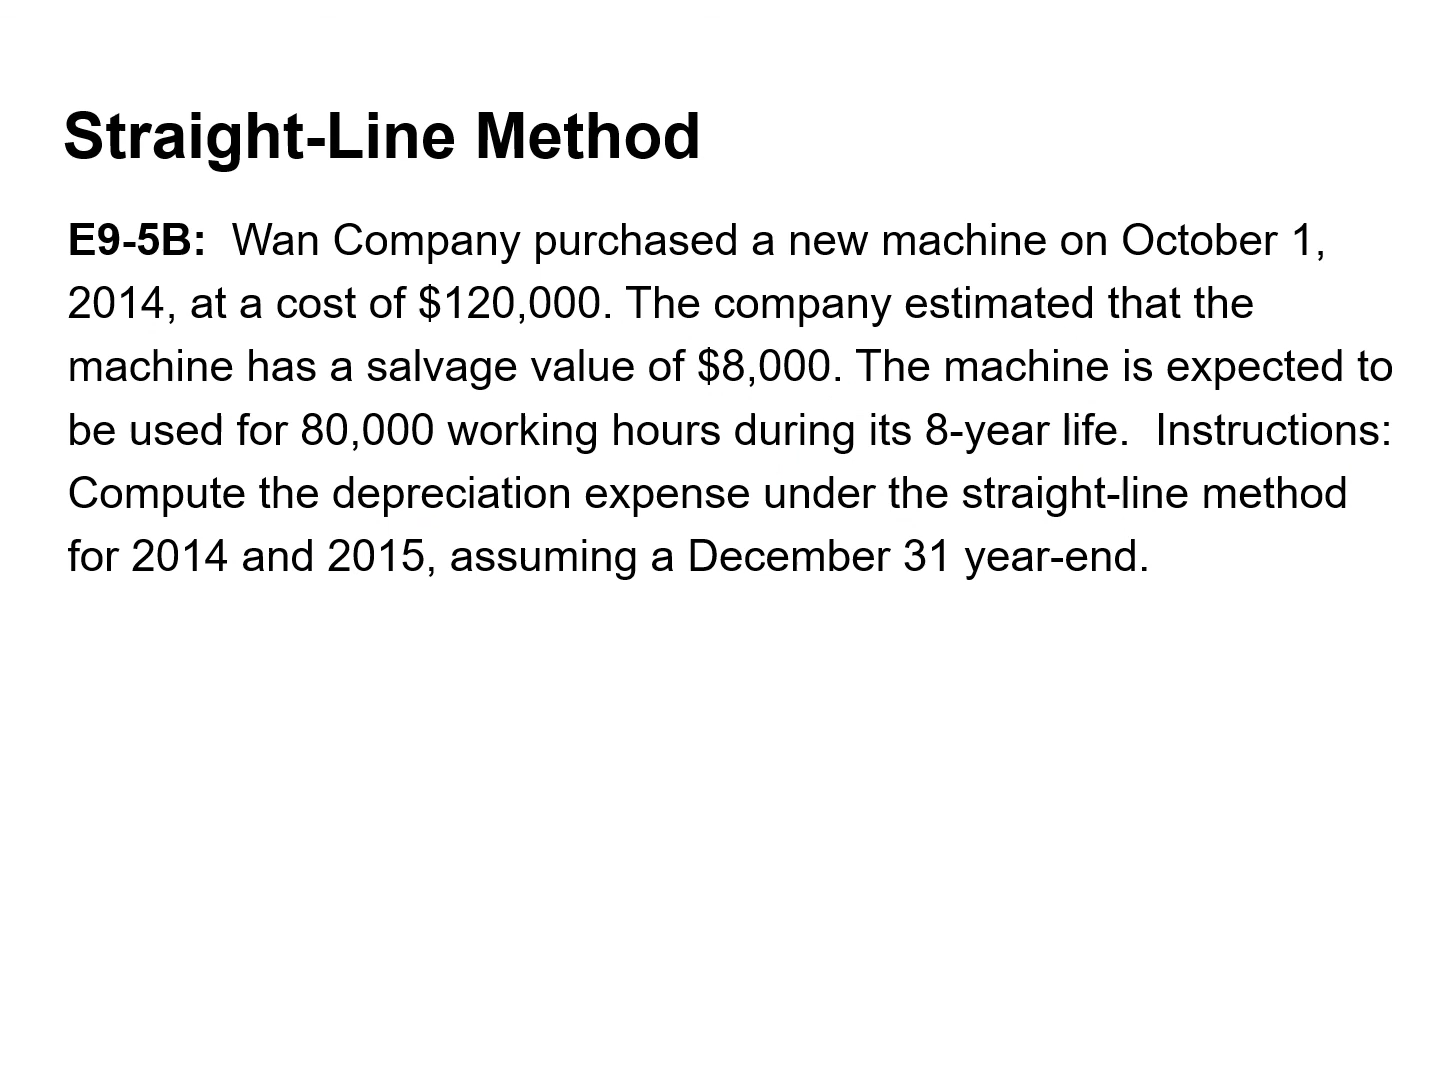 Straight-Line Method
E9-5B:  Wan Company purchased a new machine on October 1,
2014, at a cost of $120,000. The company estimated that the
machine has a salvage value of $8,000. The machine is expected to
be used for 80,000 working hours during its 8-year life.  Instructions:
Compute the depreciation expense under the straight-line method
for 2014 and 2015, assuming a December 31 year-end.